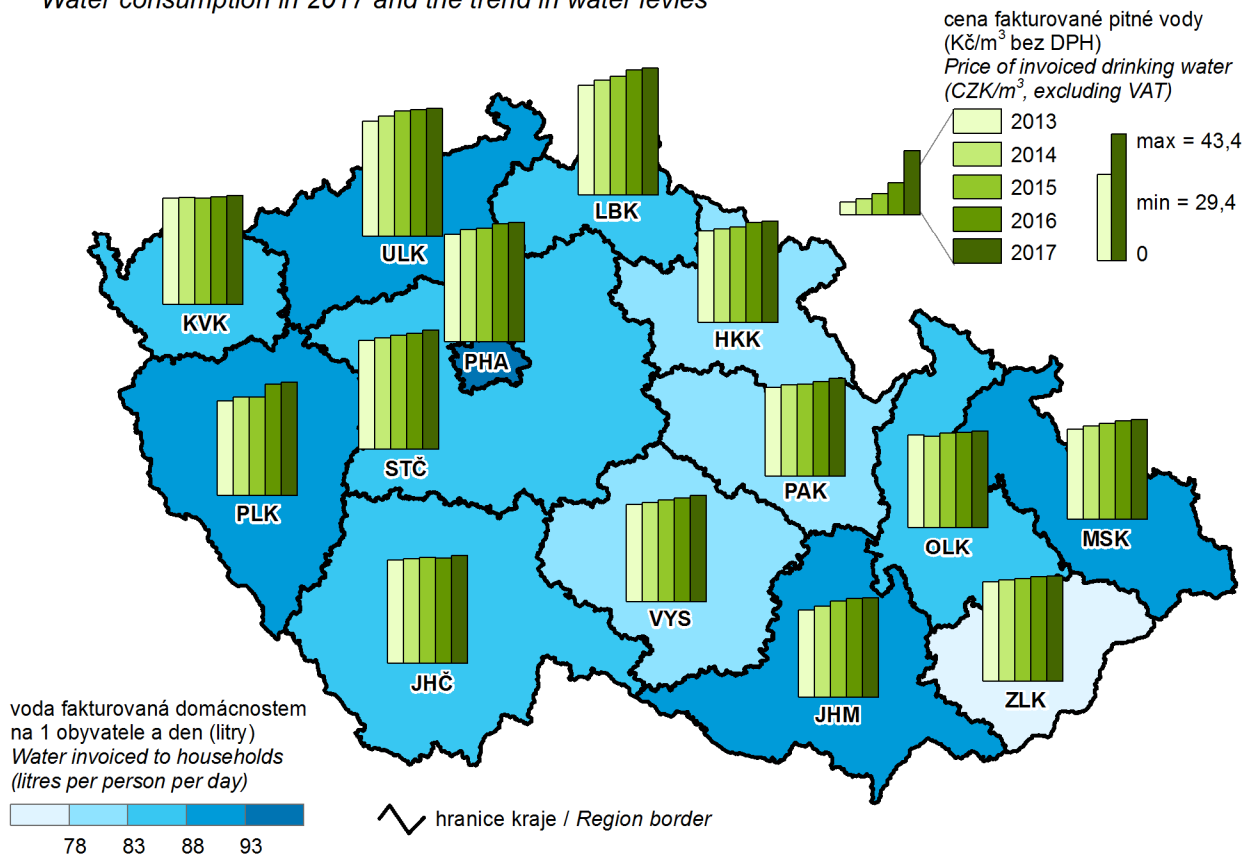 Water consumption in 2017 and the trend in water levies
cena fakturované pitné vody
(Kč/m³ bez DPH)
Price of invoiced drinking water
(CZK/m³, excluding VAT)
2013
2014
2015
2016
2017
max = 43,4
min = 29,4
0
LBK
ULK
KVK
HKK
PHA
STČ
PAK
PLK
OLK
MSK
VYS
JHČ
ZLK
JHM
voda fakturovaná domácnostem
na 1 obyvatele a den (litry)
Water invoiced to households
(litres per person per day)
78 83 88 93
hranice kraje / Region border